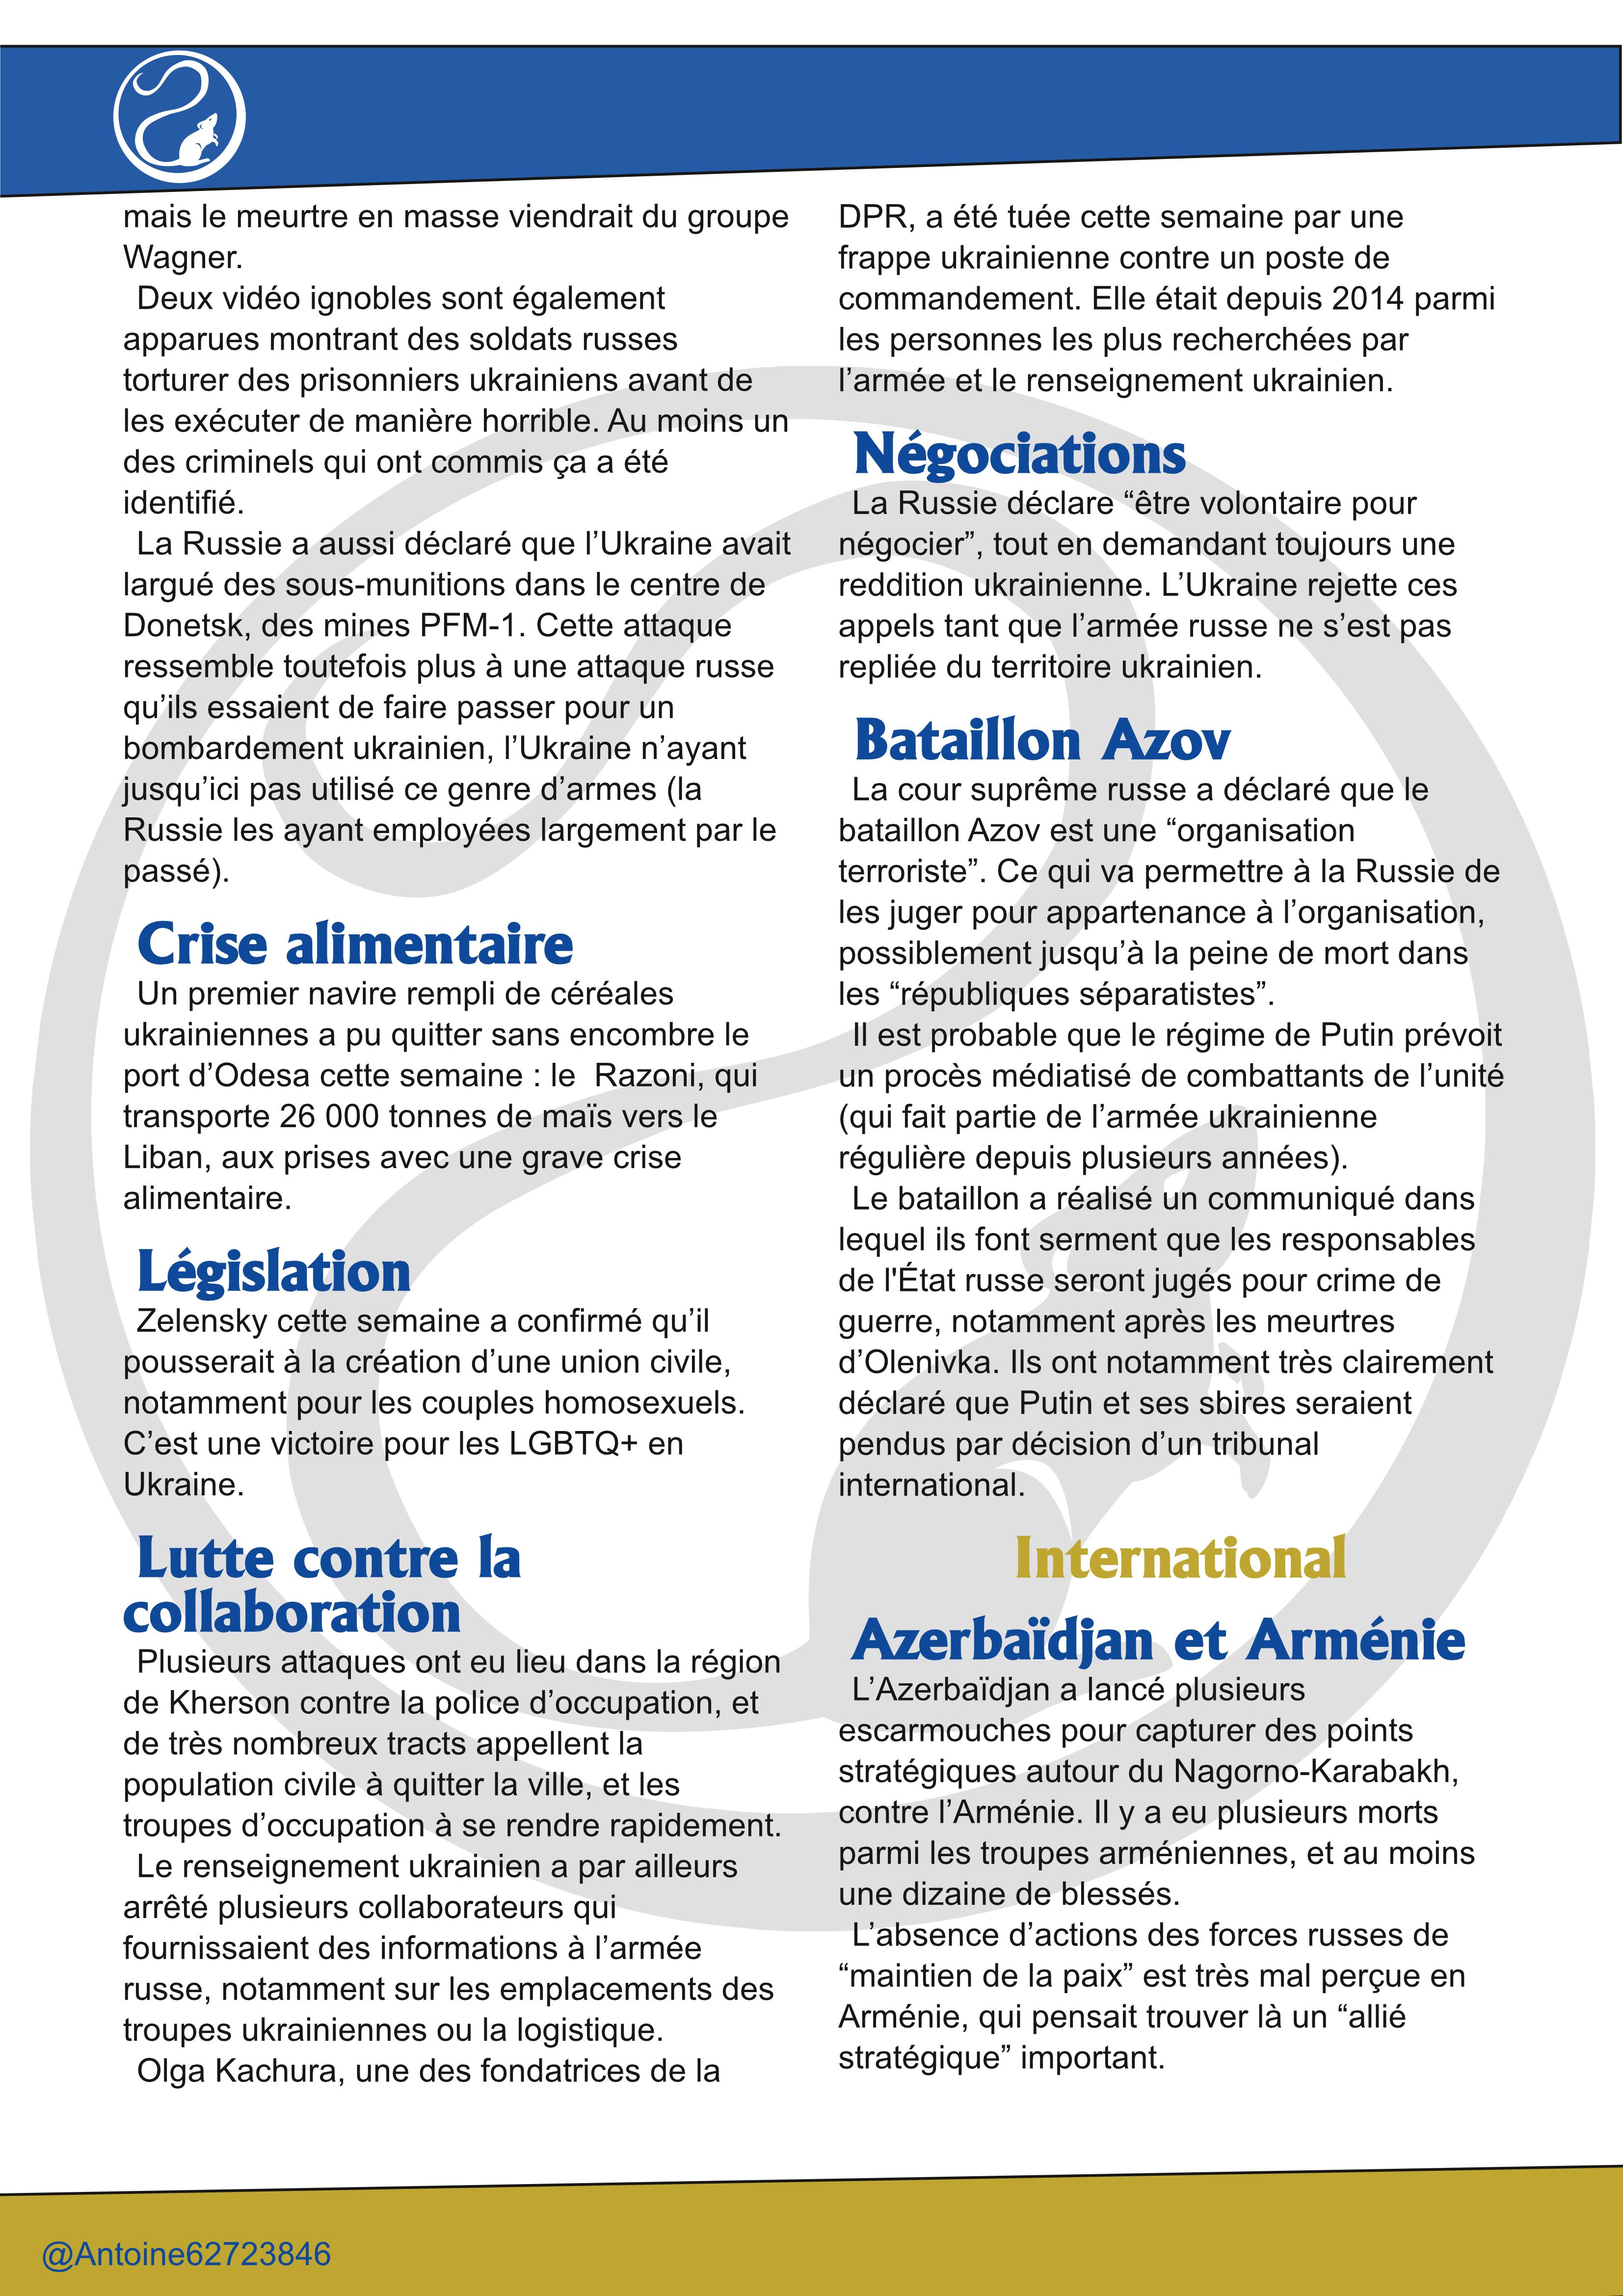 mais le meurtre en masse viendrait du groupe
Wagner.
Deux vidéo ignobles sont également
apparues montrant des soldats russes
torturer des prisonniers ukrainiens avant de
les exécuter de manière horrible. Au moins un
des criminels qui ont commis ça a été
identifié.
La Russie a aussi déclaré que l’Ukraine avait
largué des sous-munitions dans le centre de
Donetsk, des mines PFM-1. Cette attaque
ressemble toutefois plus à une attaque russe
qu’ils essaient de faire passer pour un
bombardement ukrainien, l’Ukraine n’ayant
jusqu’ici pas utilisé ce genre d’armes (la
Russie les ayant employées largement par le
passé).
Crise alimentaire
Un premier navire rempli de céréales
ukrainiennes a pu quitter sans encombre le
port d’Odesa cette semaine : le  Razoni, qui
transporte 26 000 tonnes de maïs vers le
Liban, aux prises avec une grave crise
alimentaire.
Législation
Zelensky cette semaine a confirmé qu’il
pousserait à la création d’une union civile,
notamment pour les couples homosexuels.
C’est une victoire pour les LGBTQ+ en
Ukraine.
Lutte contre la
collaboration
Plusieurs attaques ont eu lieu dans la région
de Kherson contre la police d’occupation, et
de très nombreux tracts appellent la
population civile à quitter la ville, et les
troupes d’occupation à se rendre rapidement.
Le renseignement ukrainien a par ailleurs
arrêté plusieurs collaborateurs qui
fournissaient des informations à l’armée
russe, notamment sur les emplacements des
troupes ukrainiennes ou la logistique.
Olga Kachura, une des fondatrices de la
DPR, a été tuée cette semaine par une
frappe ukrainienne contre un poste de
commandement. Elle était depuis 2014 parmi
les personnes les plus recherchées par
l’armée et le renseignement ukrainien.
Négociations
La Russie déclare “être volontaire pour
négocier”, tout en demandant toujours une
reddition ukrainienne. L’Ukraine rejette ces
appels tant que l’armée russe ne s’est pas
repliée du territoire ukrainien.
Bataillon Azov
La cour suprême russe a déclaré que le
bataillon Azov est une “organisation
terroriste”. Ce qui va permettre à la Russie de
les juger pour appartenance à l’organisation,
possiblement jusqu’à la peine de mort dans
les “républiques séparatistes”.
Il est probable que le régime de Putin prévoit
un procès médiatisé de combattants de l’unité
(qui fait partie de l’armée ukrainienne
régulière depuis plusieurs années).
Le bataillon a réalisé un communiqué dans
lequel ils font serment que les responsables
de l'État russe seront jugés pour crime de
guerre, notamment après les meurtres
d’Olenivka. Ils ont notamment très clairement
déclaré que Putin et ses sbires seraient
pendus par décision d’un tribunal
international.
International
Azerbaïdjan et Arménie
L’Azerbaïdjan a lancé plusieurs
escarmouches pour capturer des points
stratégiques autour du Nagorno-Karabakh,
contre l’Arménie. Il y a eu plusieurs morts
parmi les troupes arméniennes, et au moins
une dizaine de blessés.
L’absence d’actions des forces russes de
“maintien de la paix” est très mal perçue en
Arménie, qui pensait trouver là un “allié
stratégique” important.
@Antoine62723846